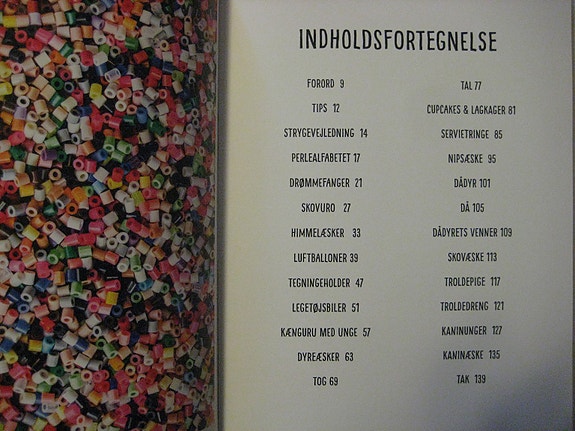 INDHOLDSFORTEGNELSE
FORORD 9
TIPS 12
STRYGEVEJLEDNING 14
PERLEALFABETET 17
DRØMMEFANGER 21
SKOVURO 27
HIMMELÆSKER 33
LUFTBALLONER 39
TEGNINGEHOLDER 47
LEGETØJSBILER 51
KÆNGURU MED UNGE 57
DYREÆSKER 63
TOG 69
TAL 77
CUPCAKES & LAGKAGER 81
SERVIETRINGE 85
NIPSÆSKE 95
DÅDYR 101
DÅ 105
DÅDYRETS VENNER 109
SKOVÆSKE 113
TROLDEPIGE 117
TROLDEDRENG 121
KANINUNGER 127
KANINÆSKE 135
TAK 139